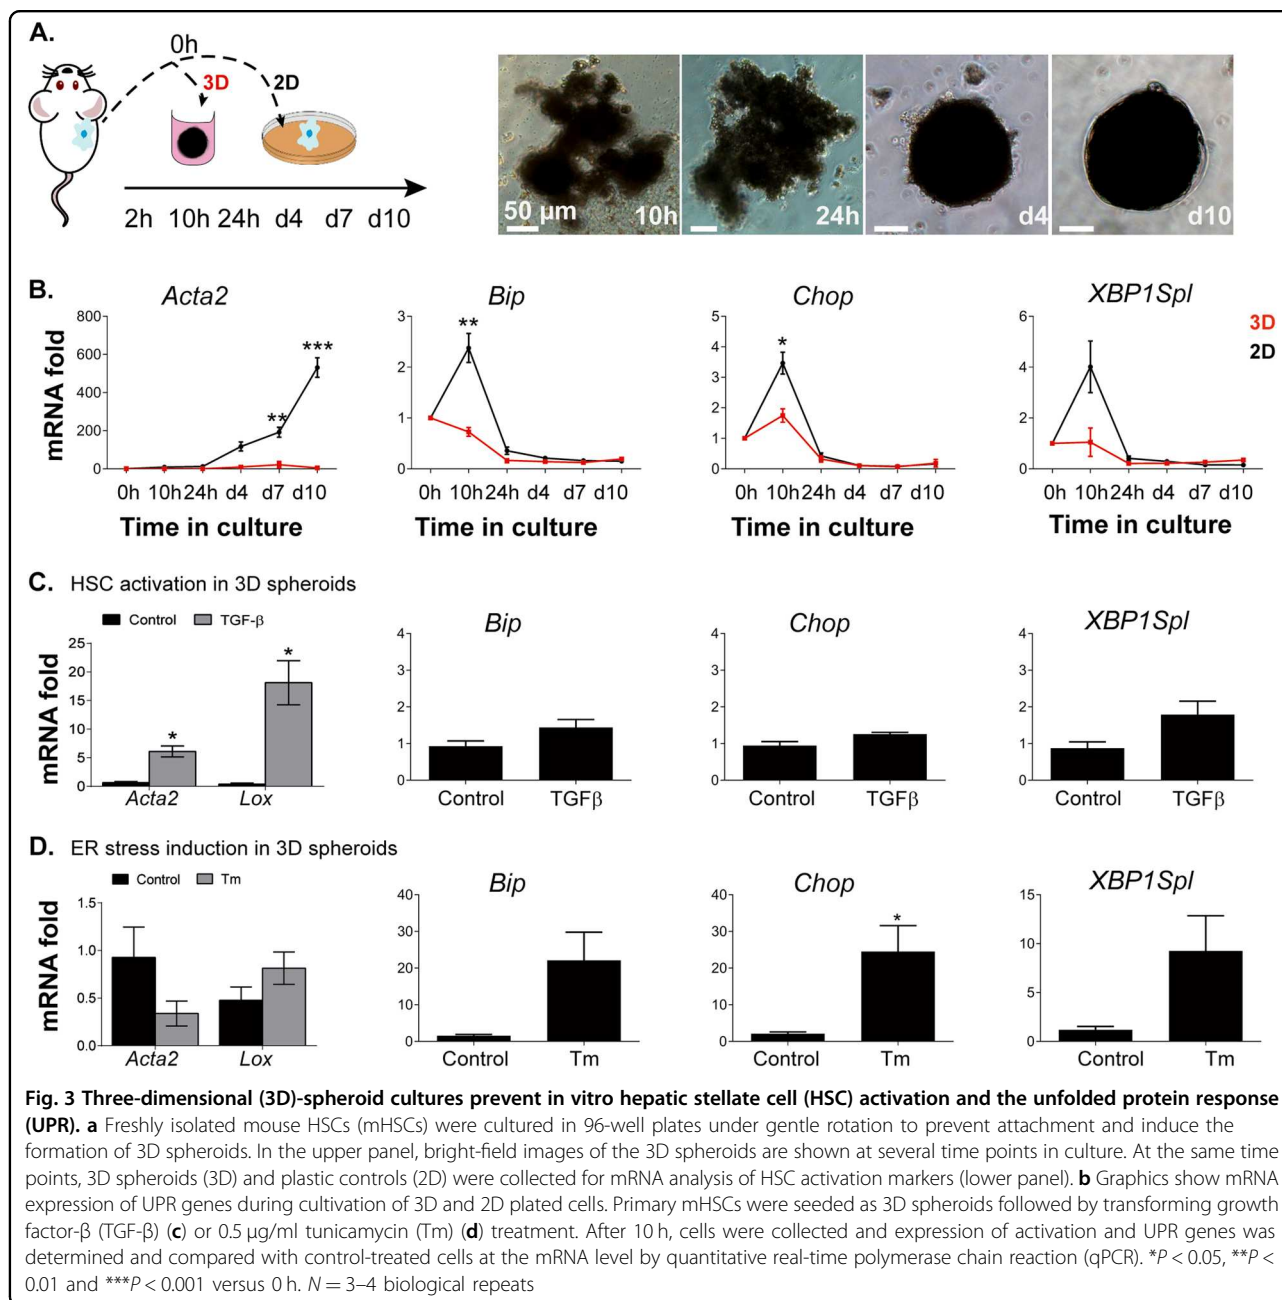 A.
0h
3D
2D
2h 10h 24h d4 d7 d10
50 µm
10h
24h
d4
d10
B.
Acta2
Bip
Chop
XBP1Spl
mRNA fold
800
600
400
200
0
***
**
0h 10h 24h d4 d7 d10
Time in culture
3
2
1
0
**
0h 10h 24h d4 d7 d10
Time in culture
5
4
3
2
1
0
*
0h 10h 24h d4 d7 d10
Time in culture
6
4
2
0
0h 10h 24h d4 d7 d10
Time in culture
3D
2D
C. HSC activation in 3D spheroids
Control TGF-β
mRNA fold
25
20
15
10
5
0
*
*
Acta2 Lox
Bip
4
3
2
1
0
Control TGFβ
Chop
4
3
2
1
0
Control TGFβ
XBP1Spl
4
3
2
1
0
Control TGFβ
D. ER stress induction in 3D spheroids
Control Tm
mRNA fold
1.5
1.0
0.5
0.0
Acta2 Lox
Bip
40
30
20
10
0
Control Tm
Chop
40
30
20
10
0
*
Control Tm
XBP1Spl
15
10
5
0
Control Tm
Fig. 3 Three-dimensional (3D)-spheroid cultures prevent in vitro hepatic stellate cell (HSC) activation and the unfolded protein response
(UPR). a Freshly isolated mouse HSCs (mHSCs) were cultured in 96-well plates under gentle rotation to prevent attachment and induce the
formation of 3D spheroids. In the upper panel, bright-field images of the 3D spheroids are shown at several time points in culture. At the same time
points, 3D spheroids (3D) and plastic controls (2D) were collected for mRNA analysis of HSC activation markers (lower panel). b Graphics show mRNA
expression of UPR genes during cultivation of 3D and 2D plated cells. Primary mHSCs were seeded as 3D spheroids followed by transforming growth
factor-β (TGF-β) (c) or 0.5 µg/ml tunicamycin (Tm) (d) treatment. After 10 h, cells were collected and expression of activation and UPR genes was
determined and compared with control-treated cells at the mRNA level by quantitative real-time polymerase chain reaction (qPCR). *P < 0.05, **P <
0.01 and ***P < 0.001 versus 0 h. N = 3–4 biological repeats